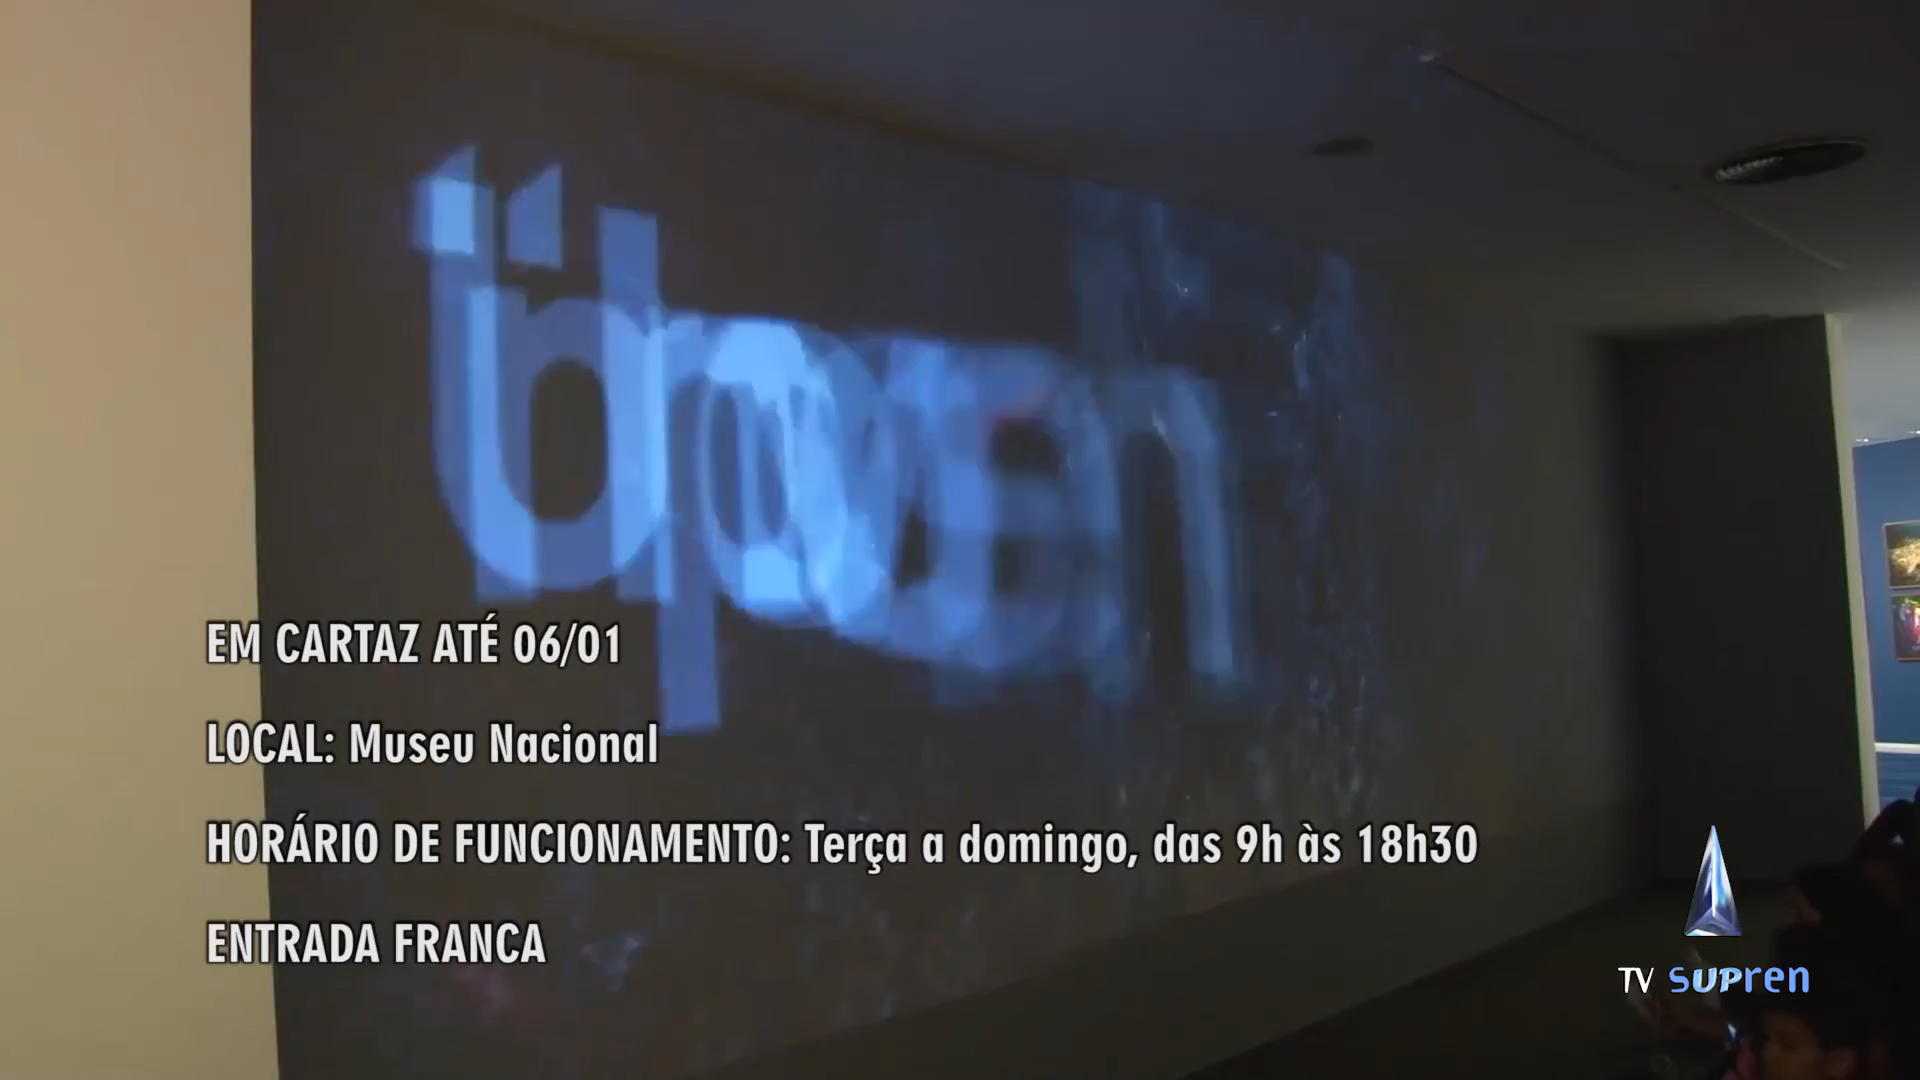 EM CARTAZ ATÉ 06/01
LOCAL: Museu Nacional
HORÁRIO DE FUNCIONAMENTO: Terça a domingo, das 9h às 18h30
ENTRADA FRANCA
TV SUPREN